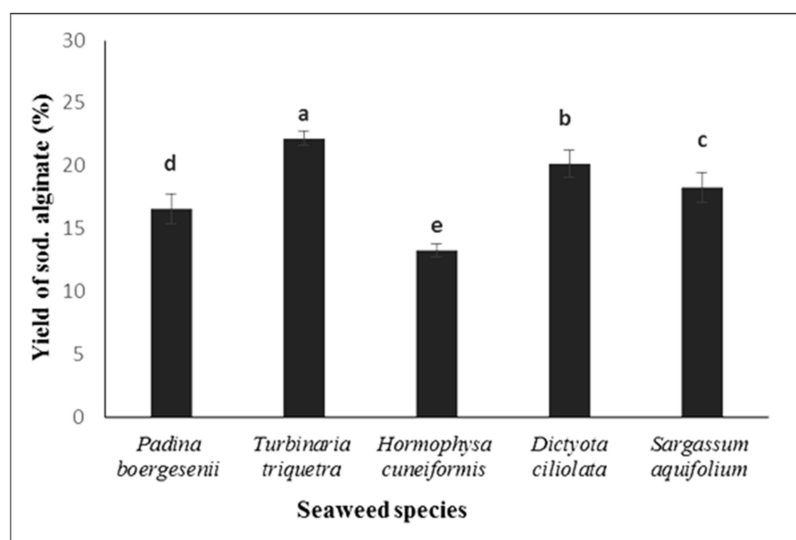 Yield of sod. alginate (%)
30
25
20
15
10
5
0
d
a
e
b
c
Padina
boergesenii
Turbinaria
triquetra
Hormophysa
cuneiformis
Dictyota
ciliolata
Sargassum
aquifolium
Seaweed species